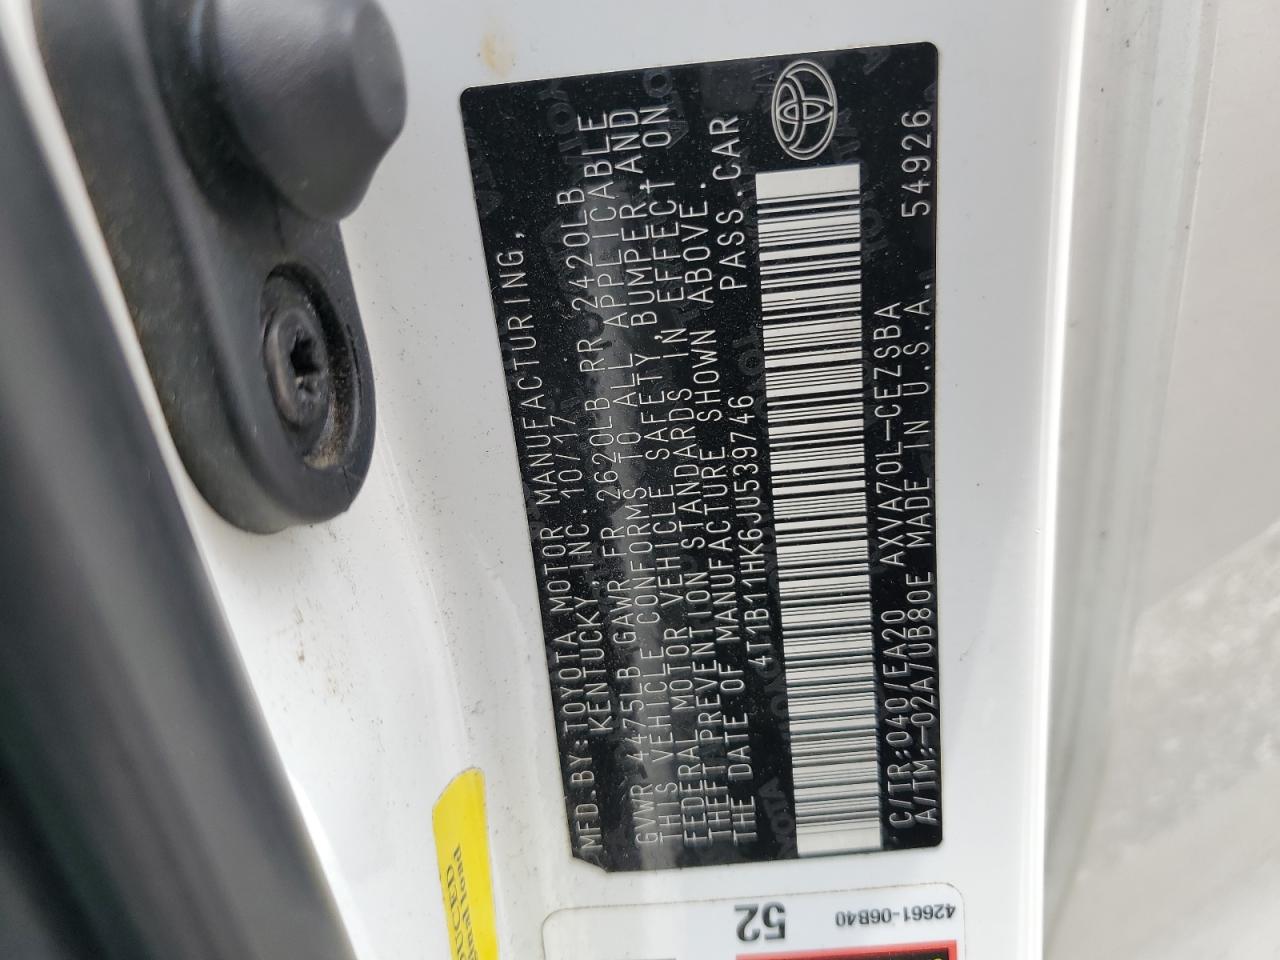 MFD.BY:TOYOTA MOTOR MANUFACTURING,
KENTUCKY,INC. 10/17
GVWR 4475LB GAWR FR 2620LB RR 2420LB
THIS VEHICLE CONFORMS TO ALL APPLICABLE
FEDERAL MOTOR VEHICLE SAFETY, BUMPER, AND
THEFT PREVENTION STANDARDS IN EFFECT ON
THE DATE OF MANUFACTURE SHOWN ABOVE.
4T1B11HK6JU539746 PASS.CAR
C/TR:040/EA20 AXVA70L-CEZSBA 54926
A/TM:-02A/UB80E MADE IN U.S.A.
52
42661-06B40